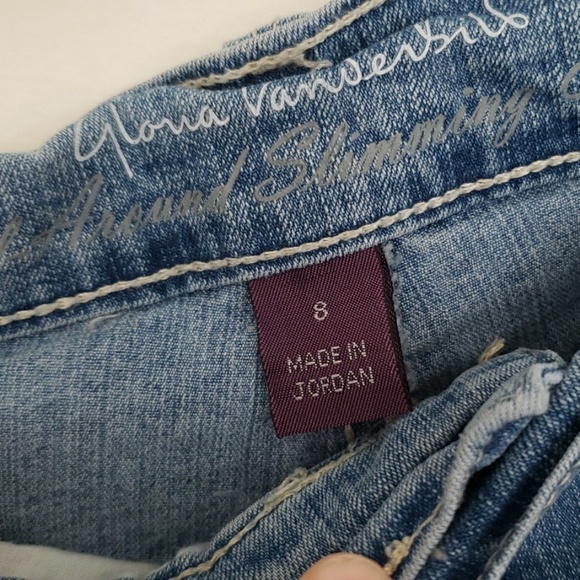 Gloria Vanderbilt
Around Slimming
8
MADE IN
JORDAN